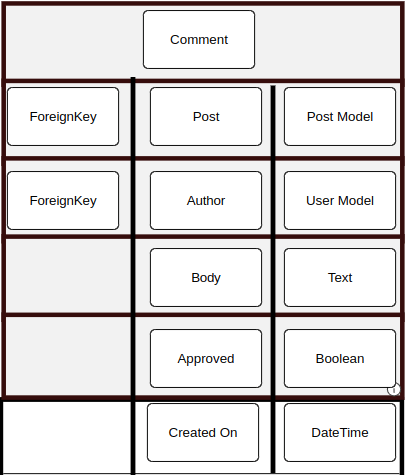 Comment
ForeignKey Post Post Model
ForeignKey Author User Model
Body Text
Approved Boolean
Created On DateTime